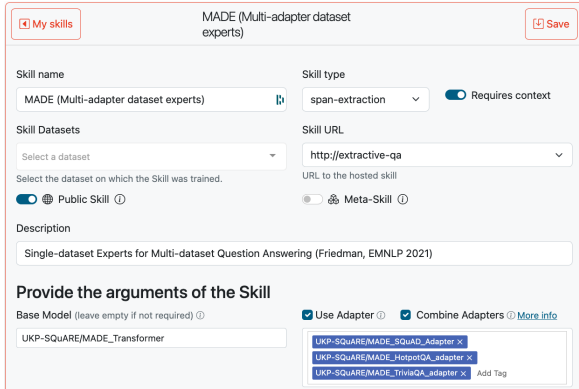 My skills
MADE (Multi-adapter dataset
experts)
Save
Skill name
Skill type
MADE (Multi-adapter dataset experts)
span-extraction
Requires context
Skill Datasets
Skill URL
Select a dataset
http://extractive-qa
Select the dataset on which the Skill was trained.
URL to the hosted skill
Public Skill
Meta-Skill
Description
Single-dataset Experts for Multi-dataset Question Answering (Friedman, EMNLP 2021)
Provide the arguments of the Skill
Base Model (leave empty if not required)
Use Adapter
Combine Adapters
More info
UKP-SQuARE/MADE_Transformer
UKP-SQuARE/MADE_SQuAD_Adapter ×
UKP-SQuARE/MADE_HotpotQA_adapter ×
UKP-SQuARE/MADE_TriviaQA_adapter × Add Tag